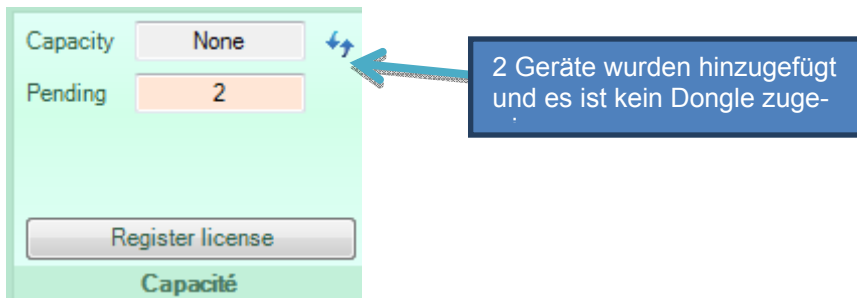 Capacity None
Pending 2
Register license
Capacité
2 Geräte wurden hinzugefügt
und es ist kein Dongle zuge-